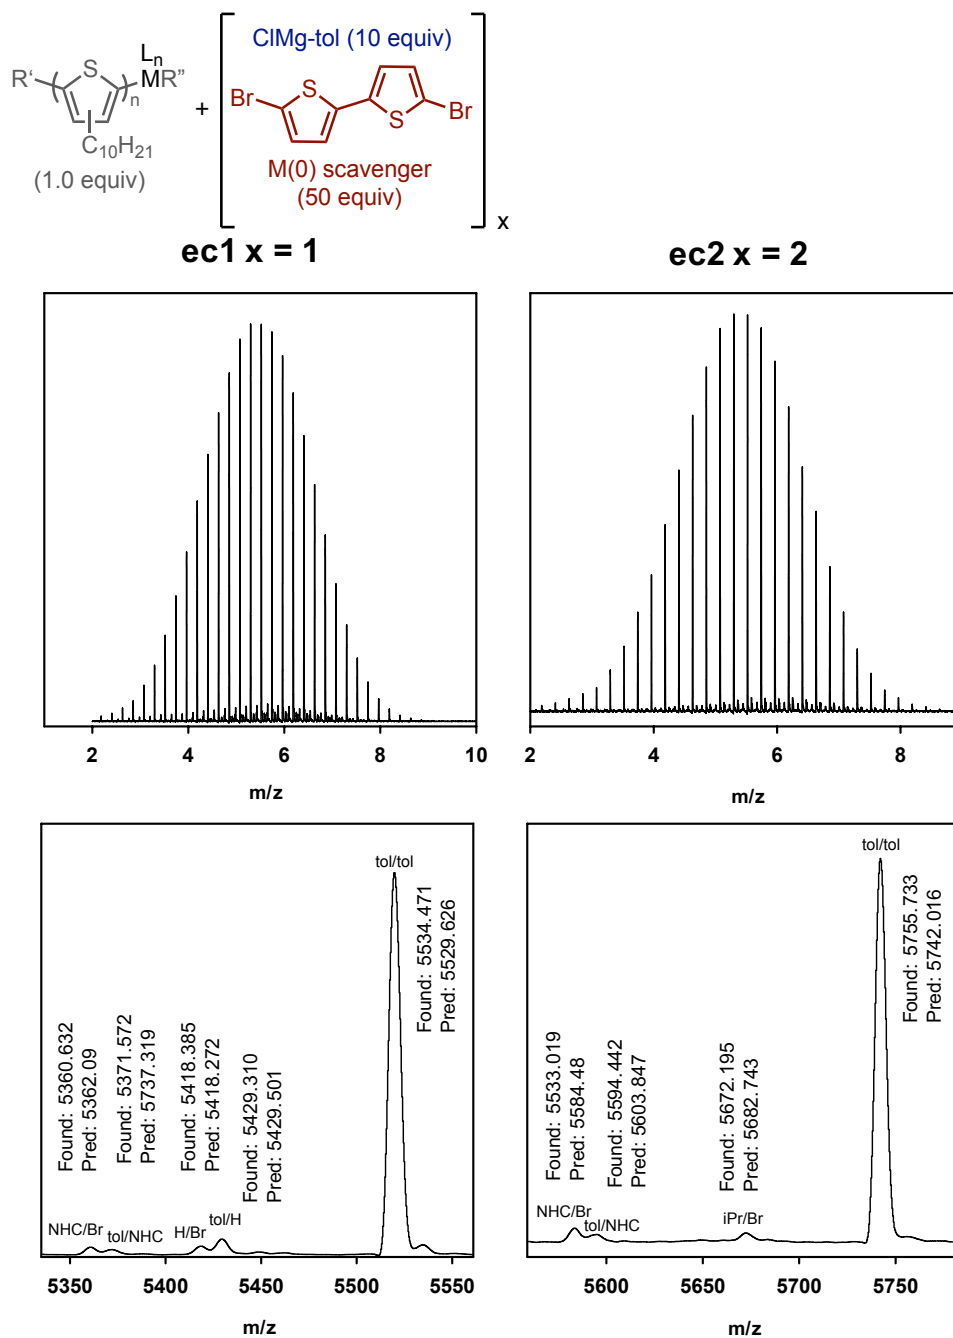 ClMg-tol (10 equiv)
L
n
R‘
S
MR”
n
+
C10H21
(1.0 equiv)
Br
S
S
Br
M(0) scavenger
(50 equiv)
x
ec1 x = 1
ec2 x = 2
2 4 6 8 10
m/z
2 4 6 8
m/z
tol/tol
Found: 5534.471
Pred: 5529.626
Found: 5360.632
Pred: 5362.09
Found: 5371.572
Pred: 5737.319
Found: 5418.385
Pred: 5418.272
Found: 5429.310
Pred: 5429.501
NHC/Br
tol/NHC
H/Br
tol/H
5350 5400 5450 5500 5550
m/z
tol/tol
Found: 5755.733
Pred: 5742.016
Found: 5533.019
Pred: 5584.48
Found: 5594.442
Pred: 5603.847
Found: 5672.195
Pred: 5682.743
NHC/Br
tol/NHC
iPr/Br
5600 5650 5700 5750
m/z